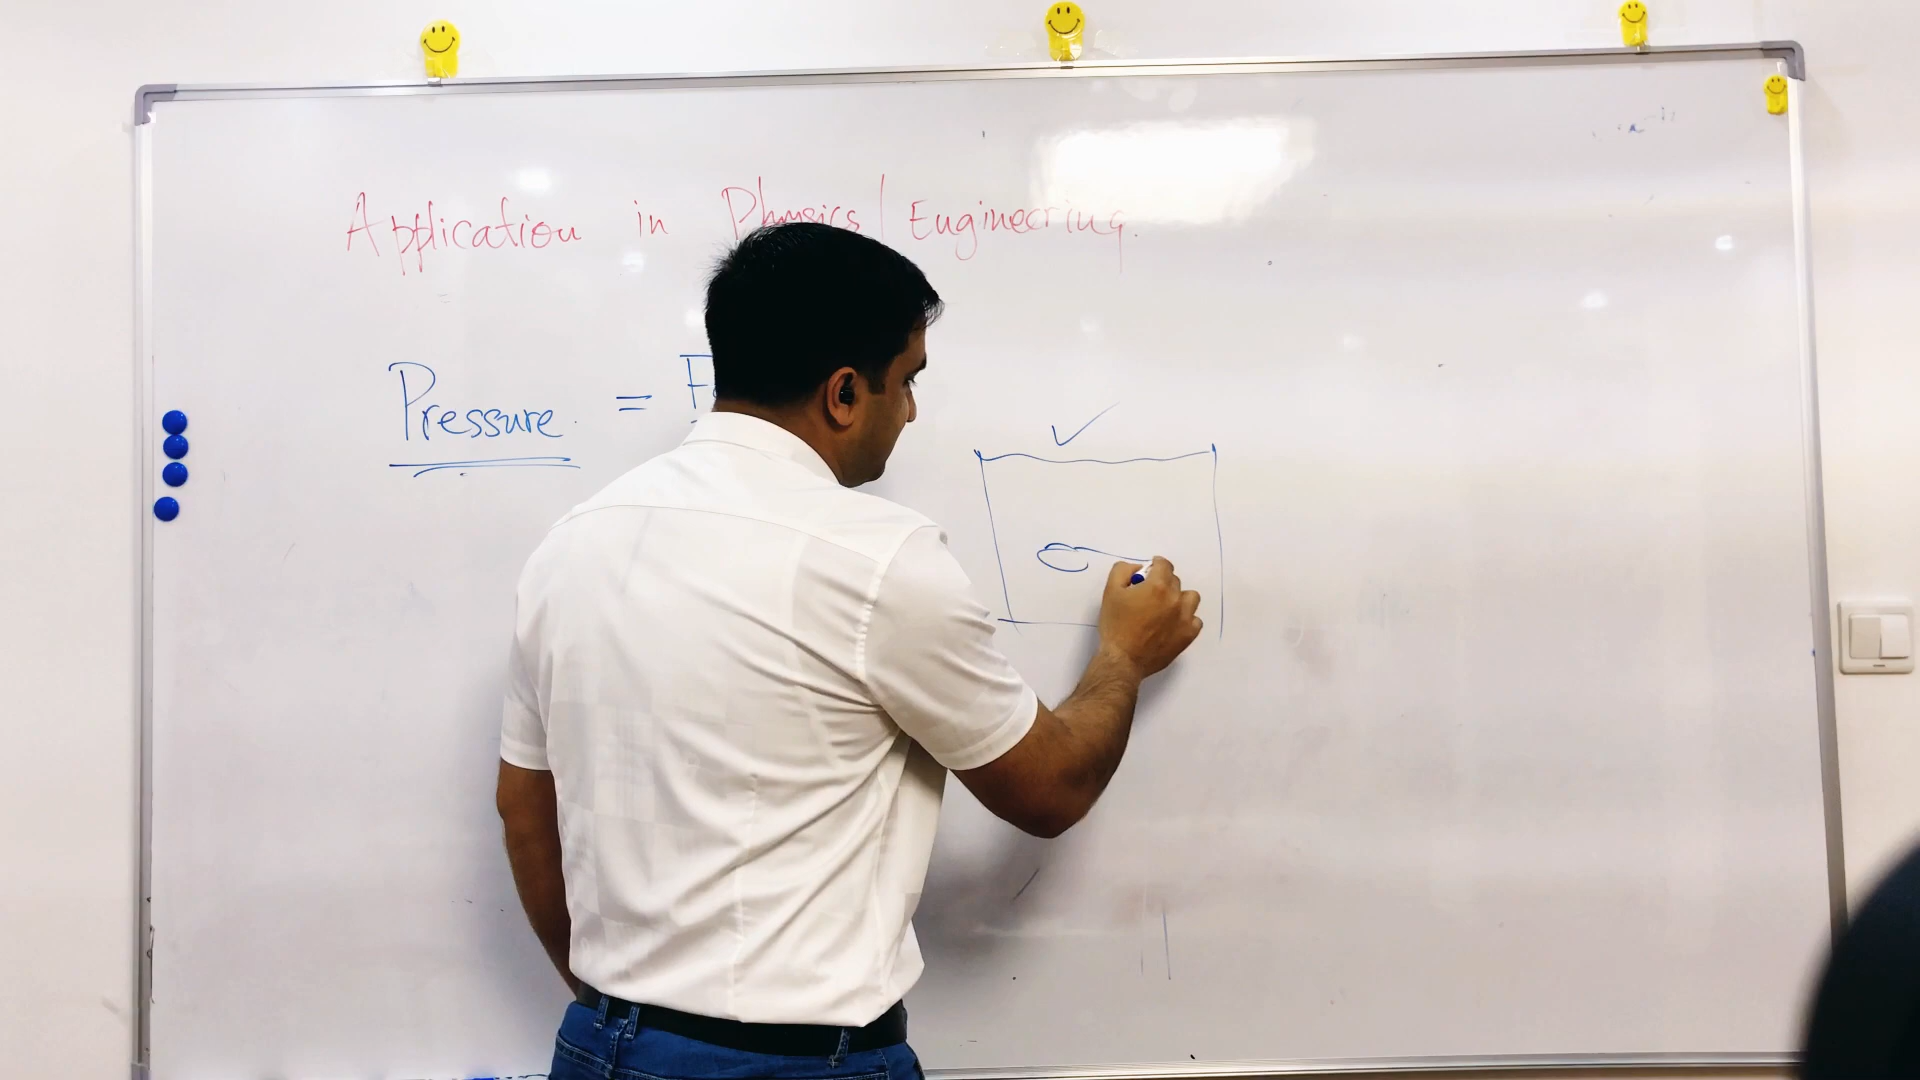 Application in Physics / Engineering.
Pressure =